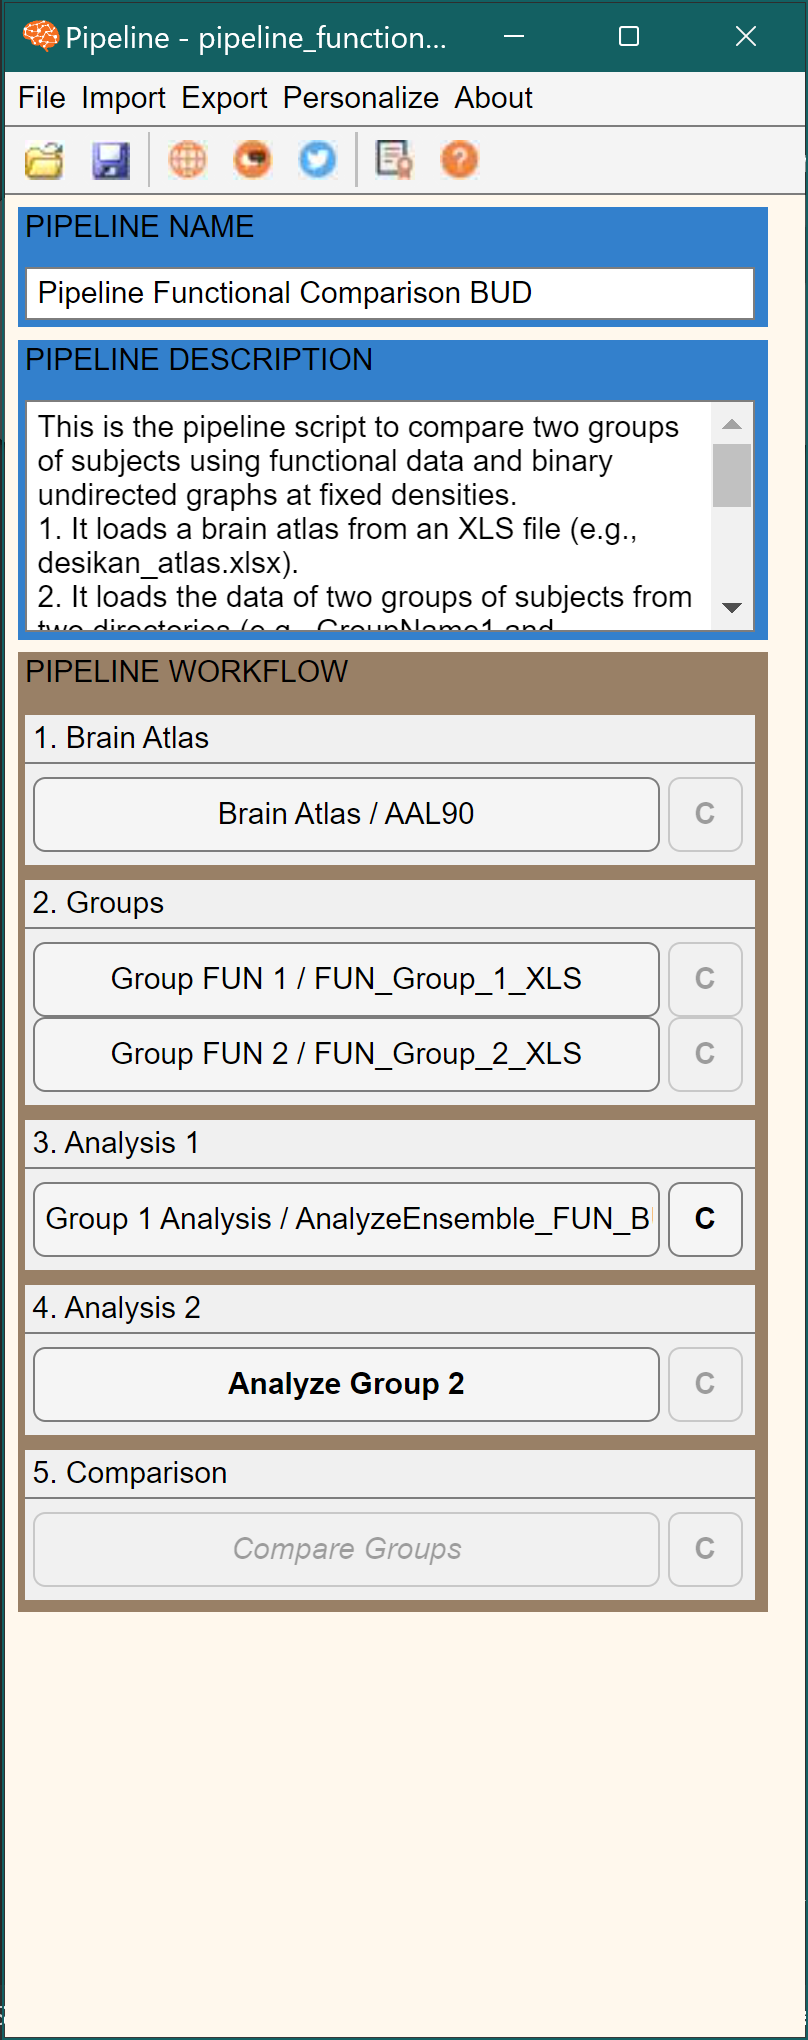 Pipeline - pipeline_function...
File Import Export Personalize About
PIPELINE NAME
Pipeline Functional Comparison BUD
PIPELINE DESCRIPTION
This is the pipeline script to compare two groups
of subjects using functional data and binary
undirected graphs at fixed densities.
1. It loads a brain atlas from an XLS file (e.g.,
desikan_atlas.xlsx).
2. It loads the data of two groups of subjects from
two directories (e.g., GroupName1 and
PIPELINE WORKFLOW
1. Brain Atlas
Brain Atlas / AAL90 C
2. Groups
Group FUN 1 / FUN_Group_1_XLS C
Group FUN 2 / FUN_Group_2_XLS C
3. Analysis 1
Group 1 Analysis / AnalyzeEnsemble_FUN_B C
4. Analysis 2
Analyze Group 2 C
5. Comparison
Compare Groups C